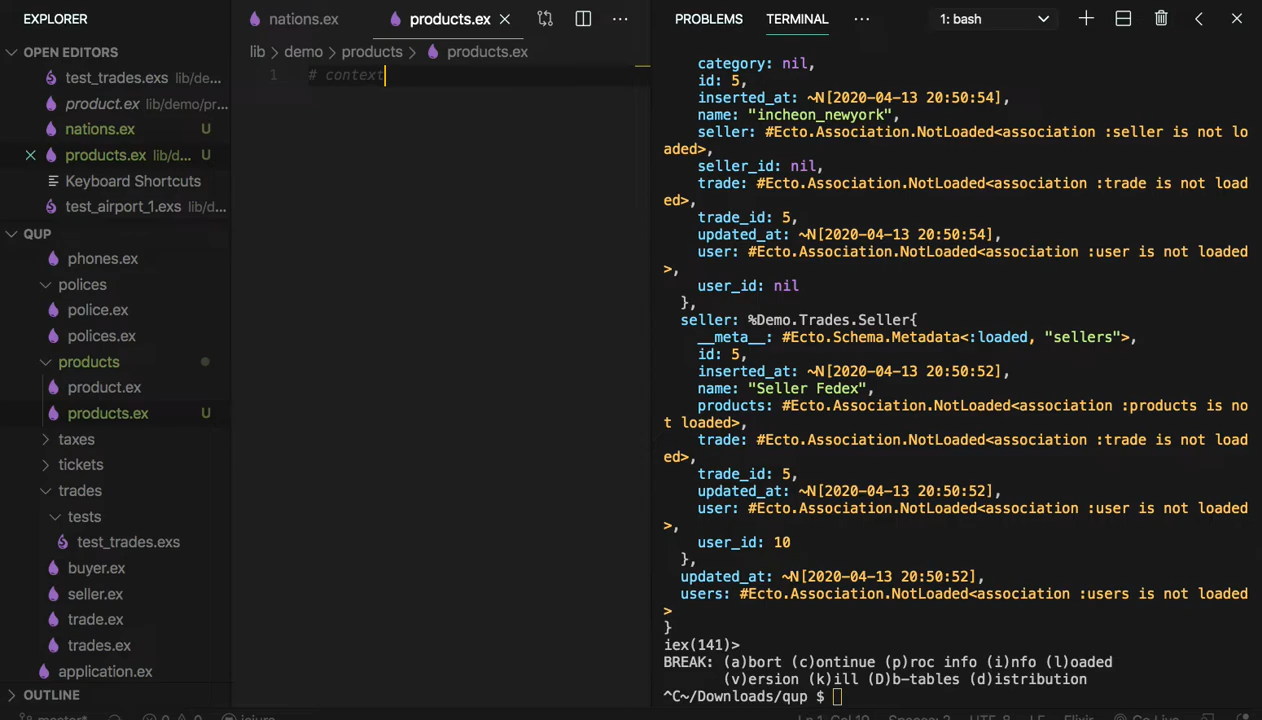 EXPLORER
OPEN EDITORS
test_trades.exs lib/de...
product.ex lib/demo/pr...
nations.ex U
products.ex lib/d... U
Keyboard Shortcuts
test_airport_1.exs lib/d...
QUP
phones.ex
polices
police.ex
polices.ex
products
product.ex
products.ex U
taxes
tickets
trades
tests
test_trades.exs
buyer.ex
seller.ex
trade.ex
trades.ex
application.ex
OUTLINE
nations.ex products.ex
lib > demo > products > products.ex
1 # context
PROBLEMS TERMINAL ... 1: bash
category: nil,
id: 5,
inserted_at: ~N[2020-04-13 20:50:54],
name: "incheon_newyork",
seller: #Ecto.Association.NotLoaded<association :seller is not lo
aded>,
seller_id: nil,
trade: #Ecto.Association.NotLoaded<association :trade is not load
ed>,
trade_id: 5,
updated_at: ~N[2020-04-13 20:50:54],
user: #Ecto.Association.NotLoaded<association :user is not loaded
>,
user_id: nil
},
seller: %Demo.Trades.Seller{
__meta__: #Ecto.Schema.Metadata<:loaded, "sellers">,
id: 5,
inserted_at: ~N[2020-04-13 20:50:52],
name: "Seller Fedex",
products: #Ecto.Association.NotLoaded<association :products is no
t loaded>,
trade: #Ecto.Association.NotLoaded<association :trade is not load
ed>,
trade_id: 5,
updated_at: ~N[2020-04-13 20:50:52],
user: #Ecto.Association.NotLoaded<association :user is not loaded
>,
user_id: 10
},
updated_at: ~N[2020-04-13 20:50:52],
users: #Ecto.Association.NotLoaded<association :users is not loaded
>
}
iex(141)>
BREAK: (a)bort (c)ontinue (p)roc info (i)nfo (l)oaded
(v)ersion (k)ill (D)b-tables (d)istribution
^C~/Downloads/qup $